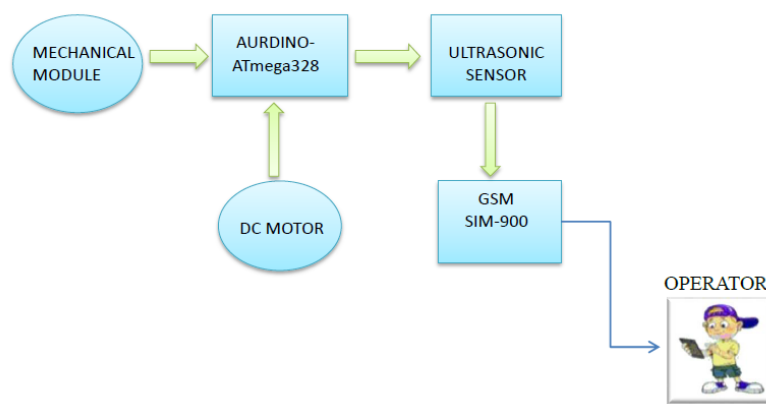 MECHANICAL
MODULE
AURDINO-
ATmega328
ULTRASONIC
SENSOR
DC MOTOR
GSM
SIM-900
OPERATOR